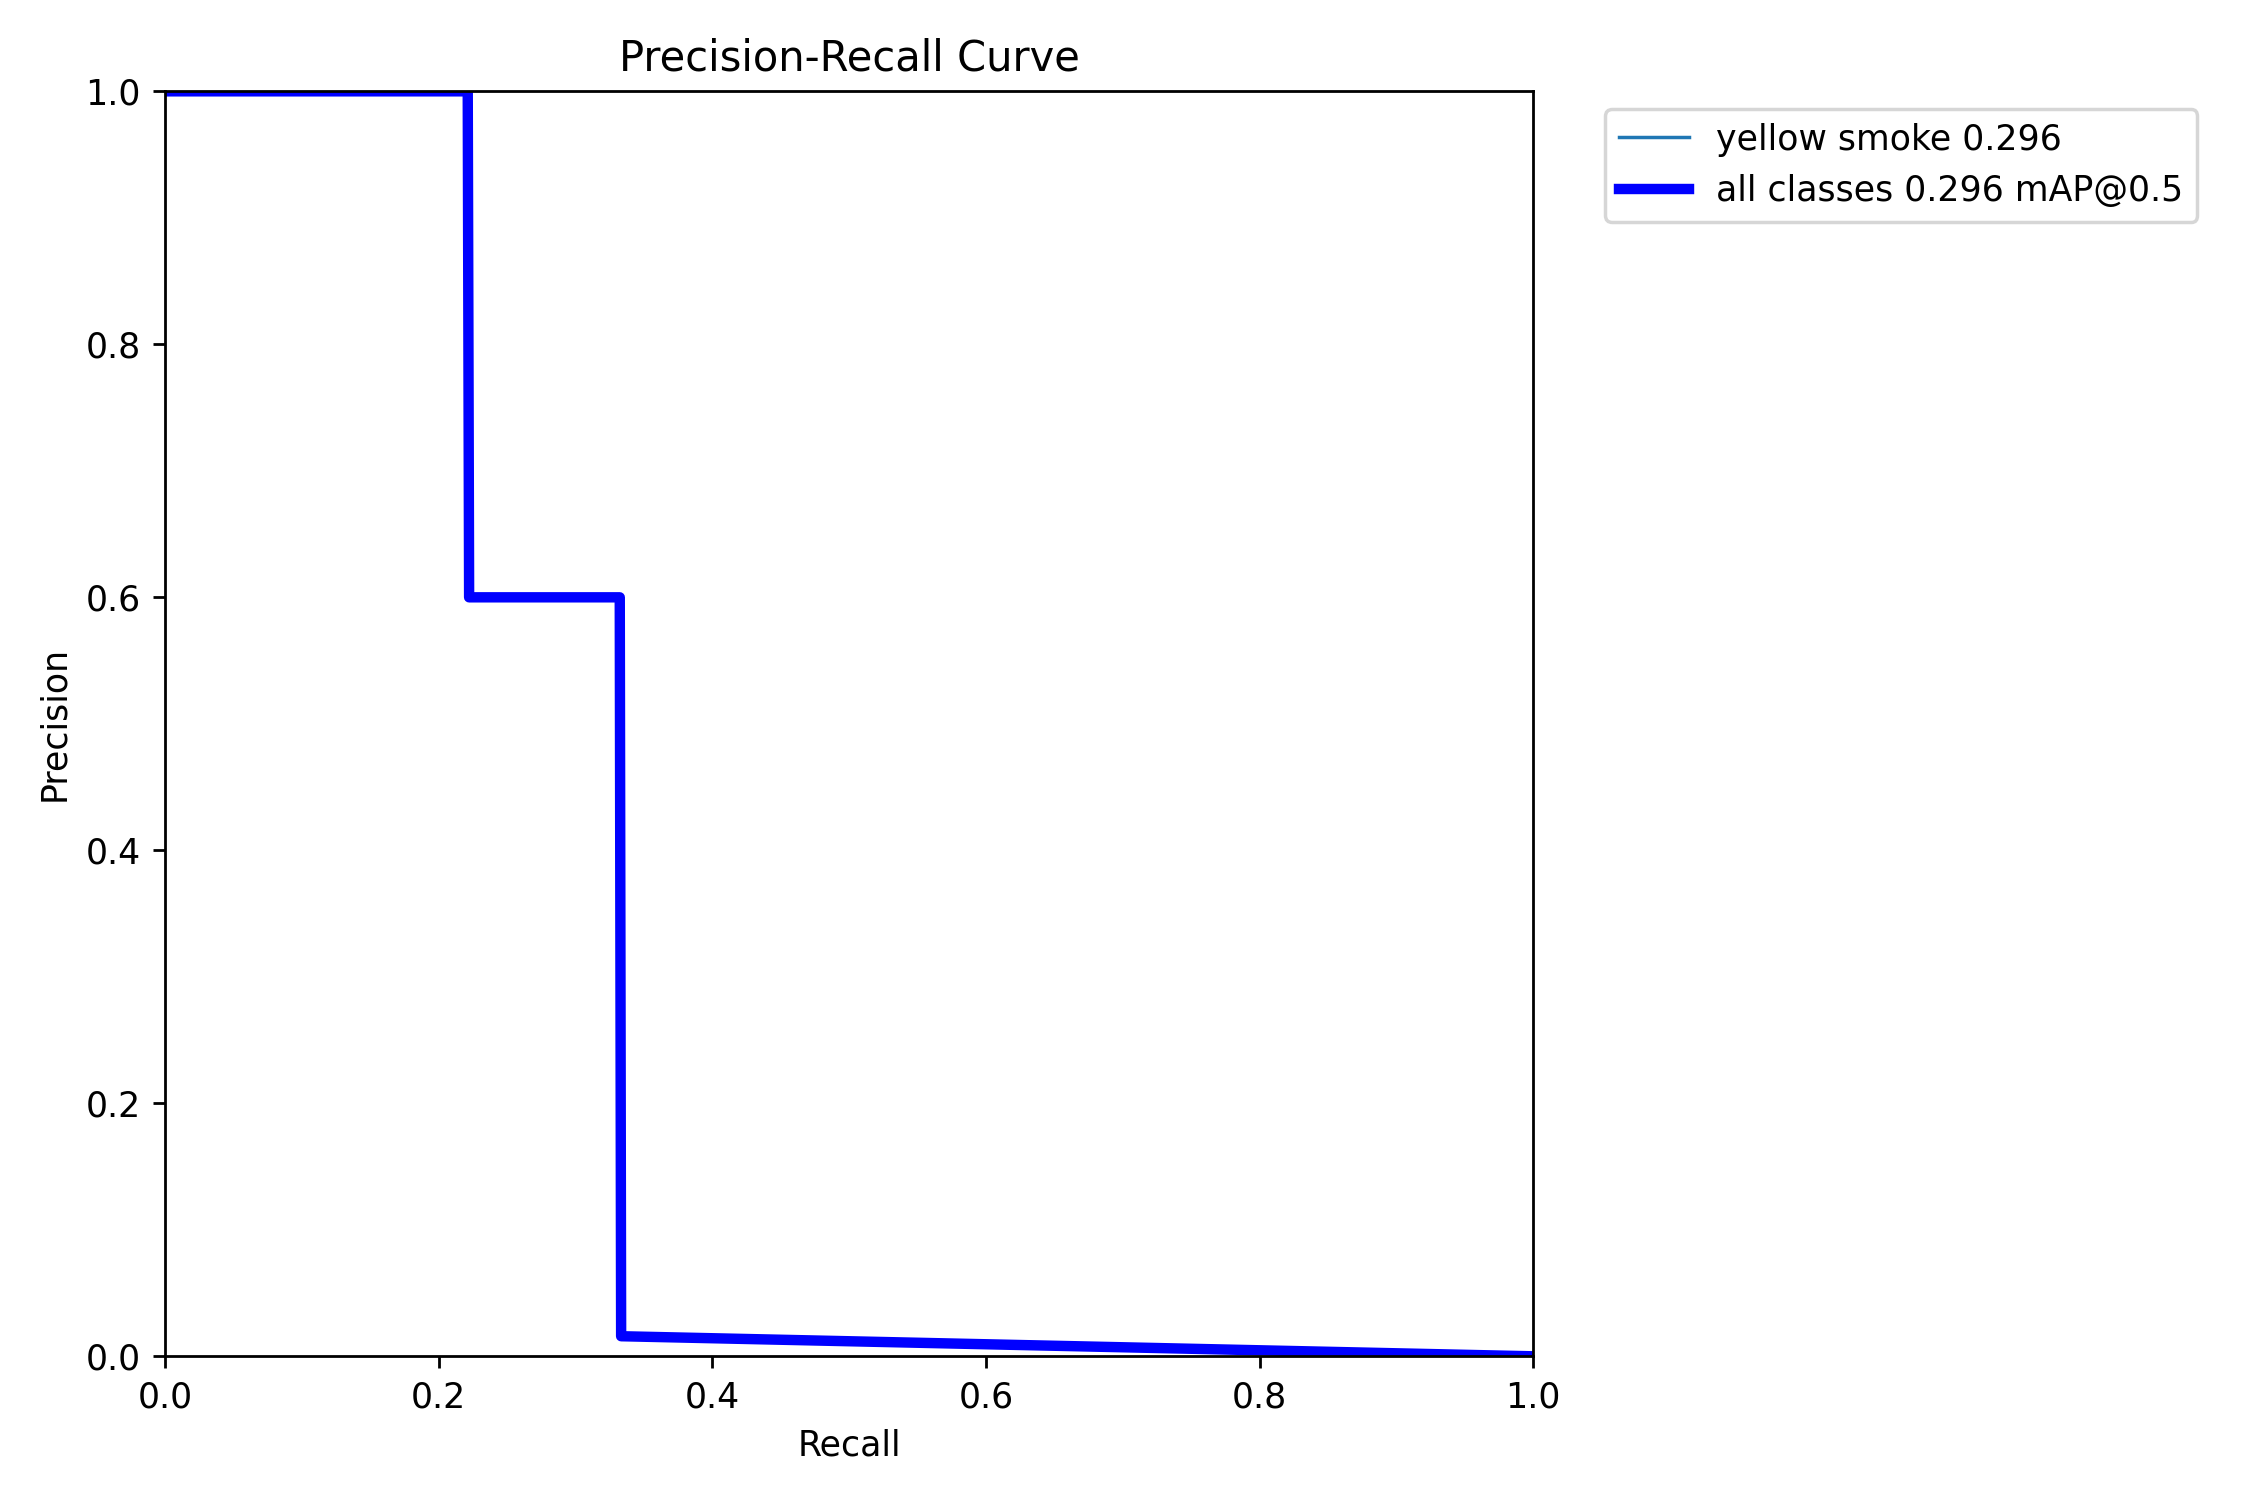 Precision-Recall Curve
yellow smoke 0.296
all classes 0.296 mAP@0.5
1.0
0.8
0.6
0.4
0.2
0.0
Precision
0.0 0.2 0.4 0.6 0.8 1.0
Recall